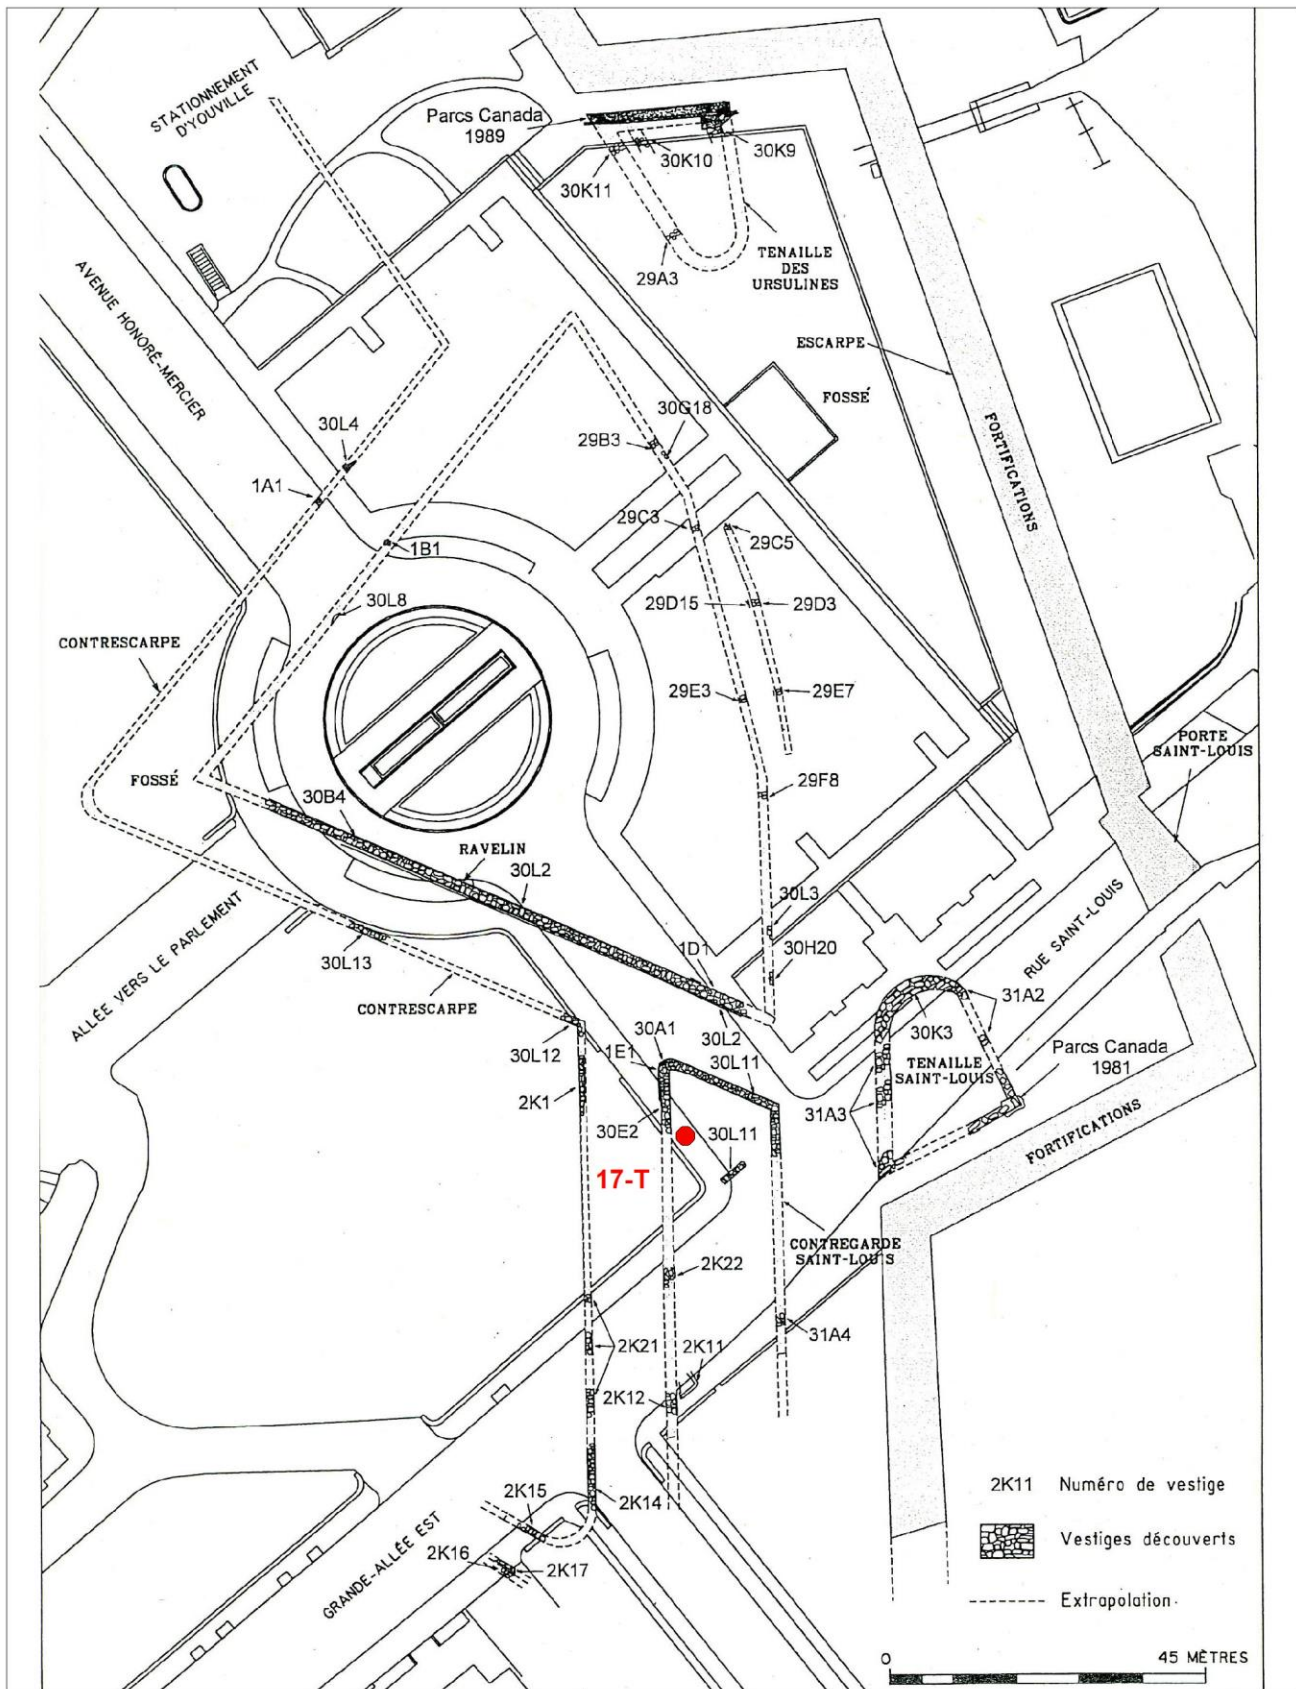 STATIONNEMENT
D'YOUVILLE
Parcs Canada
1989
30K9
30K10
30K11
29A3
TENAILLE
DES
URSULINES
AVENUE HONORÉ-MERCIER
ESCARPE
FOSSÉ
FORTIFICATIONS
30L4
29B3
30G18
1A1
29C3
29C5
1B1
29D15
29D3
30L8
CONTRESCARPE
29E3
29E7
PORTE
SAINT-LOUIS
FOSSÉ
30B4
29F8
RAVELIN
30L2
ALLÉE VERS LE PARLEMENT
30L3
RUE SAINT-LOUIS
30L13
1D1
30H20
CONTRESCARPE
31A2
30K3
30L12
30L2
30A1
1E1
30L11
TENAILLE
SAINT-LOUIS
Parcs Canada
1981
2K1
31A3
30E2
30L11
FORTIFICATIONS
17-T
CONTREGARDE
SAINT-LOUIS
2K22
31A4
2K21
2K11
2K12
2K14
2K15
2K16
2K17
GRANDE-ALLÉE EST
2K11 Numéro de vestige
Vestiges découverts
Extrapolation
0 45 MÈTRES